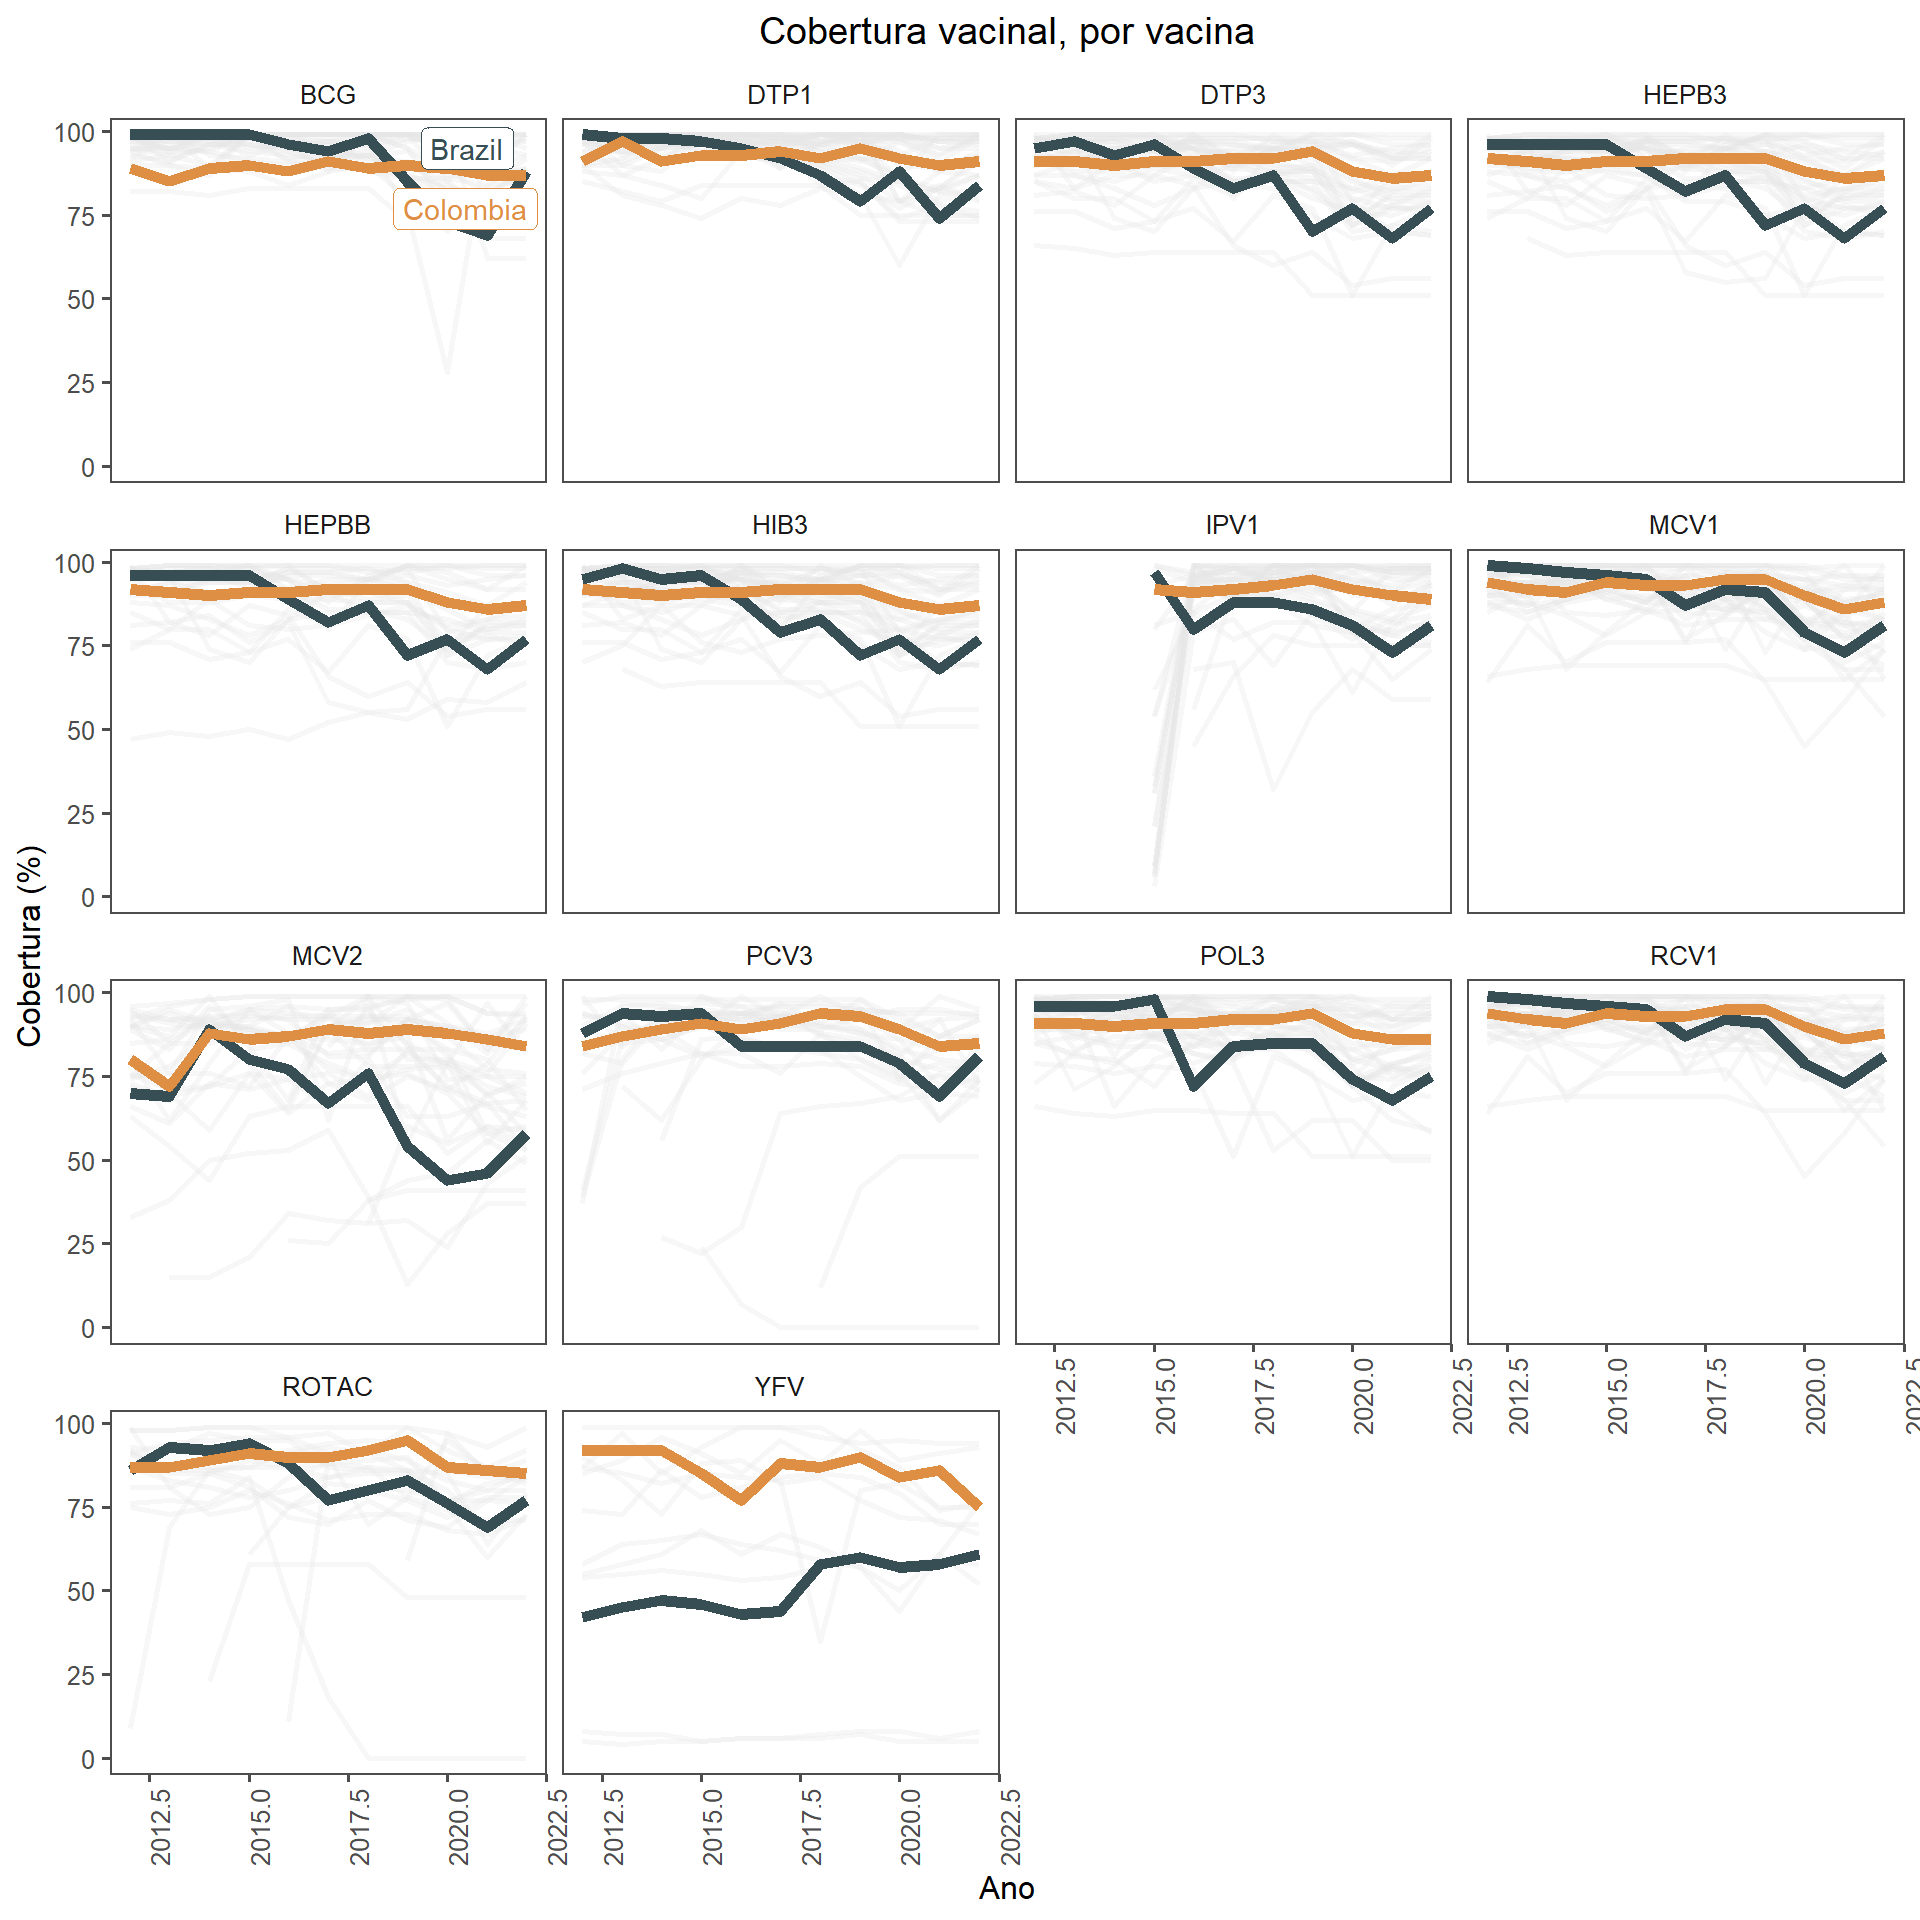 Cobertura vacinal, por vacina
BCG
DTP1
DTP3
HEPB3
100
75
50
25
0
Brazil
Colombia
HEPBB
HIB3
IPV1
MCV1
100
75
50
25
0
MCV2
PCV3
POL3
RCV1
100
75
50
25
0
2012.5
2015.0
2017.5
2020.0
2022.5
2012.5
2015.0
2017.5
2020.0
2022.5
ROTAC
YFV
100
75
50
25
0
2012.5
2015.0
2017.5
2020.0
2022.5
2012.5
2015.0
2017.5
2020.0
2022.5
Cobertura (%)
Ano